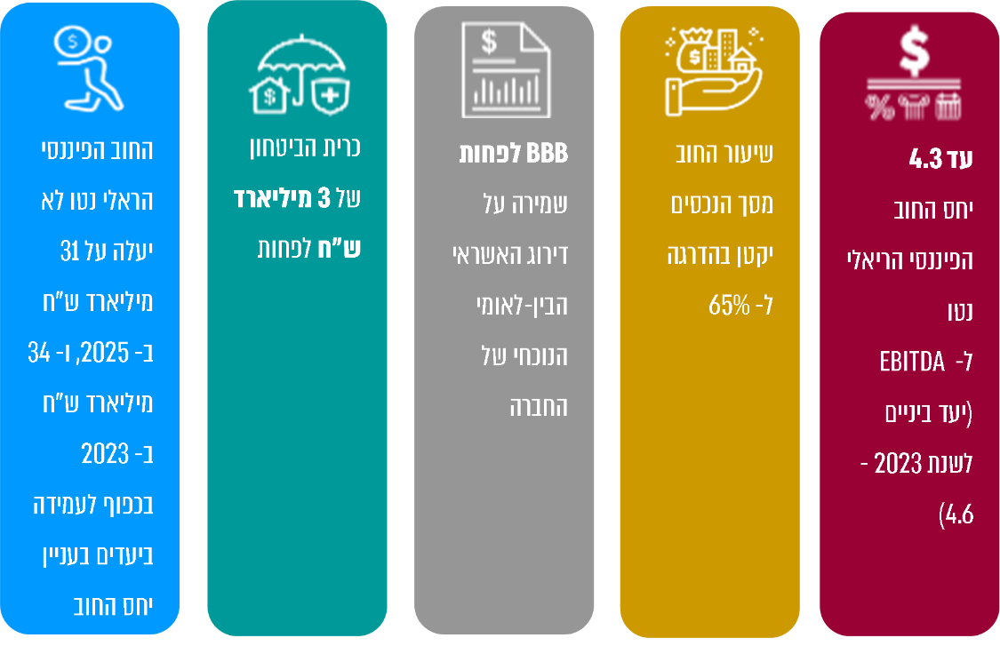 עד 4.3
יחס החוב
הפיננסי הריאלי
נטו
ל- EBITDA
(יעד ביניים
לשנת 2023 -
4.6)
שיעור החוב
מסך הנכסים
יקטן בהדרגה
ל- 65%
BBB לפחות
שמירה על
דירוג האשראי
הבין-לאומי
הנוכחי של
החברה
כרית הביטחון
של 3 מיליארד
ש"ח לפחות
החוב הפיננסי
הראלי נטו לא
יעלה על 31
מיליארד ש"ח
ב- 2025, ו- 34
מיליארד ש"ח
ב- 2023
בכפוף לעמידה
ביעדים בעניין
יחס החוב